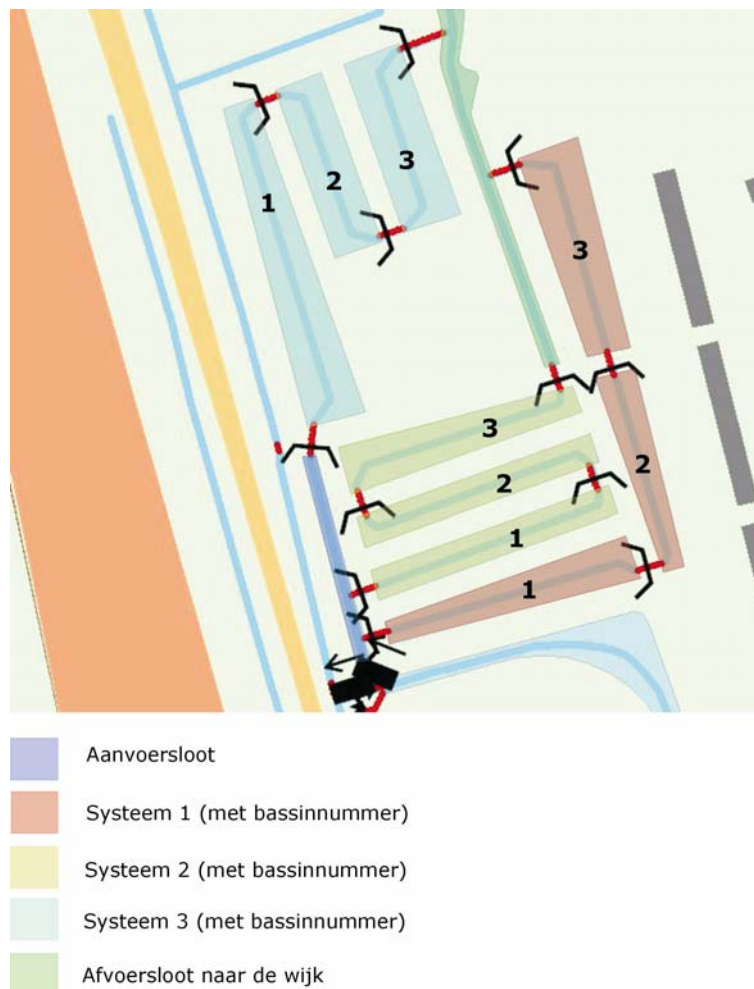 3
2
1
3
3
2
2
1
1
Aanvoersloot
Systeem 1 (met bassinnummer)
Systeem 2 (met bassinnummer)
Systeem 3 (met bassinnummer)
Afvoersloot naar de wijk